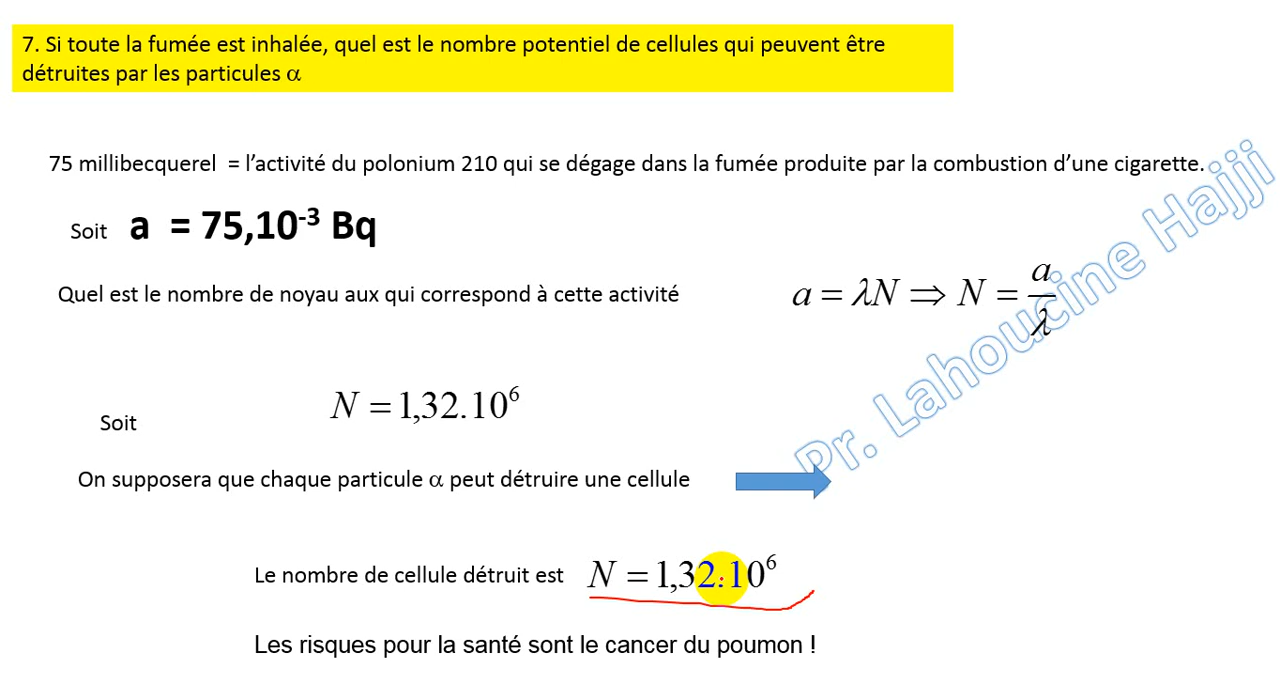 7. Si toute la fumée est inhalée, quel est le nombre potentiel de cellules qui peuvent être
détruites par les particules α
75 millibecquerel = l’activité du polonium 210 qui se dégage dans la fumée produite par la combustion d’une cigarette.
Soit a = 75,10⁻³ Bq
Quel est le nombre de noyau aux qui correspond à cette activité a = λN ⇒ N = a/λ
Soit N = 1,32.10⁶
On supposera que chaque particule α peut détruire une cellule
Le nombre de cellule détruit est N = 1,32.10⁶
Les risques pour la santé sont le cancer du poumon !
Pr. Lahoucine Hajji